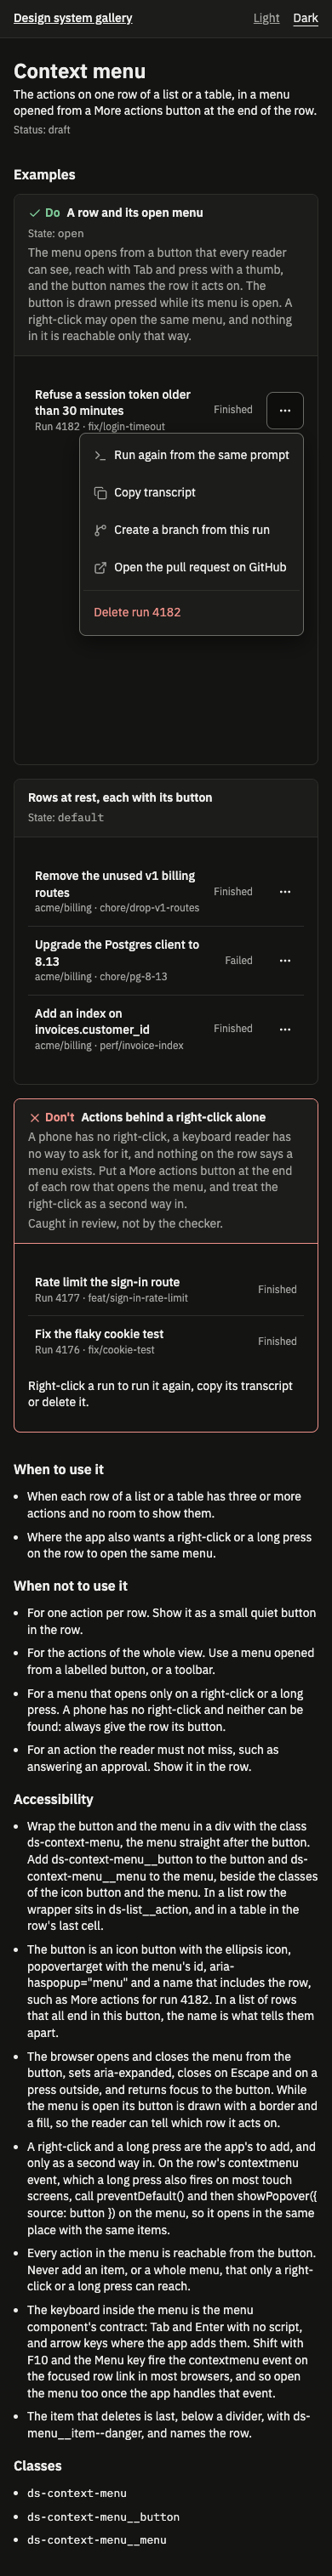 Design system gallery Light Dark
Context menu
The actions on one row of a list or a table, in a menu
opened from a More actions button at the end of the row.
Status: draft
Examples
Do A row and its open menu
State: open
The menu opens from a button that every reader
can see, reach with Tab and press with a thumb,
and the button names the row it acts on. The
button is drawn pressed while its menu is open. A
right-click may open the same menu, and nothing
in it is reachable only that way.
Refuse a session token older
than 30 minutes
Finished
Run 4182 · fix/login-timeout
Run again from the same prompt
Copy transcript
Create a branch from this run
Open the pull request on GitHub
Delete run 4182
Rows at rest, each with its button
State: default
Remove the unused v1 billing
routes
Finished
acme/billing · chore/drop-v1-routes
Upgrade the Postgres client to
8.13
Failed
acme/billing · chore/pg-8-13
Add an index on
invoices.customer_id
Finished
acme/billing · perf/invoice-index
Don't Actions behind a right-click alone
A phone has no right-click, a keyboard reader has
no way to ask for it, and nothing on the row says a
menu exists. Put a More actions button at the end
of each row that opens the menu, and treat the
right-click as a second way in.
Caught in review, not by the checker.
Rate limit the sign-in route
Finished
Run 4177 · feat/sign-in-rate-limit
Fix the flaky cookie test
Finished
Run 4176 · fix/cookie-test
Right-click a run to run it again, copy its transcript
or delete it.
When to use it
• When each row of a list or a table has three or more
actions and no room to show them.
• Where the app also wants a right-click or a long press
on the row to open the same menu.
When not to use it
• For one action per row. Show it as a small quiet button
in the row.
• For the actions of the whole view. Use a menu opened
from a labelled button, or a toolbar.
• For a menu that opens only on a right-click or a long
press. A phone has no right-click and neither can be
found: always give the row its button.
• For an action the reader must not miss, such as
answering an approval. Show it in the row.
Accessibility
• Wrap the button and the menu in a div with the class
ds-context-menu, the menu straight after the button.
Add ds-context-menu__button to the button and ds-
context-menu__menu to the menu, beside the classes
of the icon button and the menu. In a list row the
wrapper sits in ds-list__action, and in a table in the
row's last cell.
• The button is an icon button with the ellipsis icon,
popovertarget with the menu's id, aria-
haspopup="menu" and a name that includes the row,
such as More actions for run 4182. In a list of rows
that all end in this button, the name is what tells them
apart.
• The browser opens and closes the menu from the
button, sets aria-expanded, closes on Escape and on a
press outside, and returns focus to the button. While
the menu is open its button is drawn with a border and
a fill, so the reader can tell which row it acts on.
• A right-click and a long press are the app's to add, and
only as a second way in. On the row's contextmenu
event, which a long press also fires on most touch
screens, call preventDefault() and then showPopover({
source: button }) on the menu, so it opens in the same
place with the same items.
• Every action in the menu is reachable from the button.
Never add an item, or a whole menu, that only a right-
click or a long press can reach.
• The keyboard inside the menu is the menu
component's contract: Tab and Enter with no script,
and arrow keys where the app adds them. Shift with
F10 and the Menu key fire the contextmenu event on
the focused row link in most browsers, and so open
the menu too once the app handles that event.
• The item that deletes is last, below a divider, with ds-
menu__item--danger, and names the row.
Classes
• ds-context-menu
• ds-context-menu__button
• ds-context-menu__menu